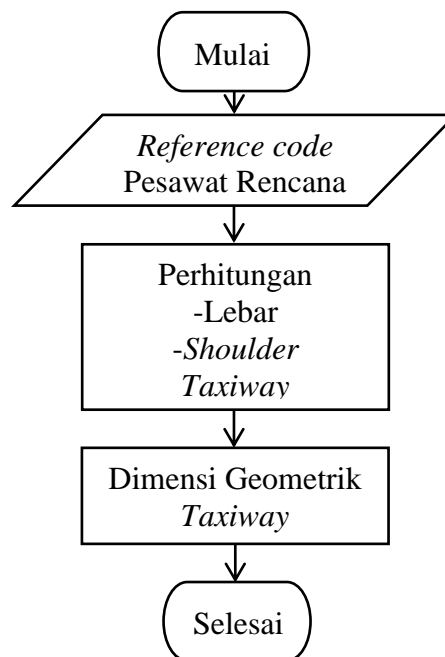 Mulai
Reference code
Pesawat Rencana
Perhitungan
-Lebar
-Shoulder
Taxiway
Dimensi Geometrik
Taxiway
Selesai